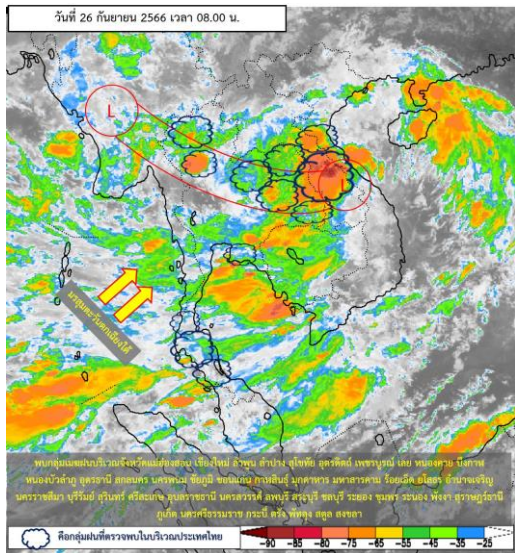 วันที่ 26 กันยายน 2566 เวลา 08.00 น.
L
มรสุมตะวันตกเฉียงใต้
พบกลุ่มเมฆฝนบริเวณจังหวัดแม่ฮ่องสอน เชียงใหม่ ลำพูน ลำปาง สุโขทัย อุตรดิตถ์ เพชรบูรณ์ เลย หนองคาย บึงกาฬ
หนองบัวลำภู อุดรธานี สกลนคร นครพนม ชัยภูมิ ขอนแก่น กาฬสินธุ์ มุกดาหาร มหาสารคาม ร้อยเอ็ด ยโสธร อำนาจเจริญ
นครราชสีมา บุรีรัมย์ สุรินทร์ ศรีสะเกษ อุบลราชธานี นครสวรรค์ ลพบุรี สระบุรี ชลบุรี ระยอง ชุมพร ระนอง พังงา สุราษฎร์ธานี
ภูเก็ต นครศรีธรรมราช กระบี่ ตรัง พัทลุง สตูล สงขลา
คือกลุ่มฝนที่ตรวจพบในบริเวณประเทศไทย
-90 -85 -80 -75 -70 -60 -50 -40 -35 -30 -25